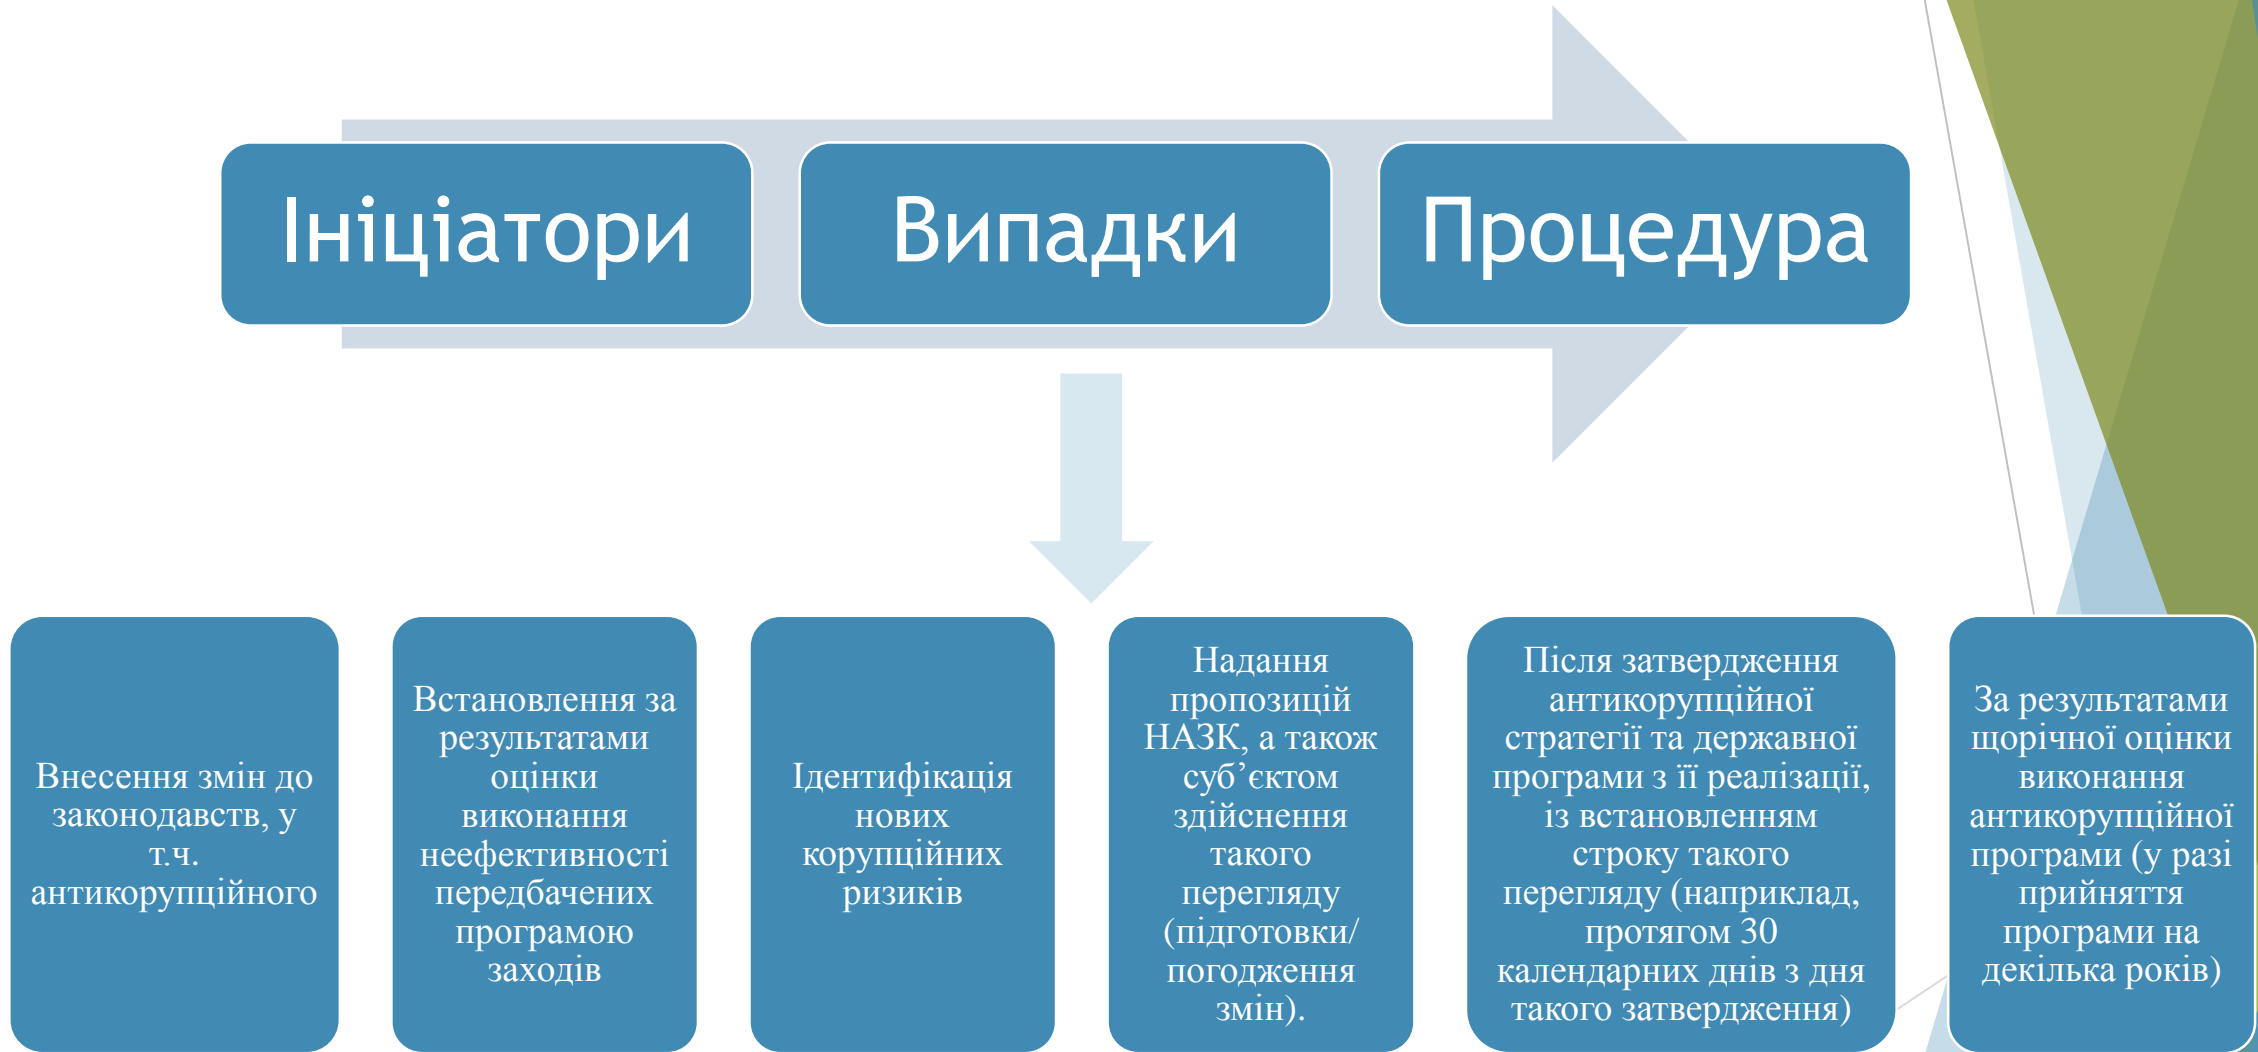 Ініціатори
Випадки
Процедура
Внесення змін до
законодавств, у
т.ч.
антикорупційного
Встановлення за
результатами
оцінки
виконання
неефективності
передбачених
програмою
заходів
Ідентифікація
нових
корупційних
ризиків
Надання
пропозицій
НАЗК, а також
суб’єктом
здійснення
такого
перегляду
(підготовки/
погодження
змін).
Після затвердження
антикорупційної
стратегії та державної
програми з її реалізації,
із встановленням
строку такого
перегляду (наприклад,
протягом 30
календарних днів з дня
такого затвердження)
За результатами
щорічної оцінки
виконання
антикорупційної
програми (у разі
прийняття
програми на
декілька років)